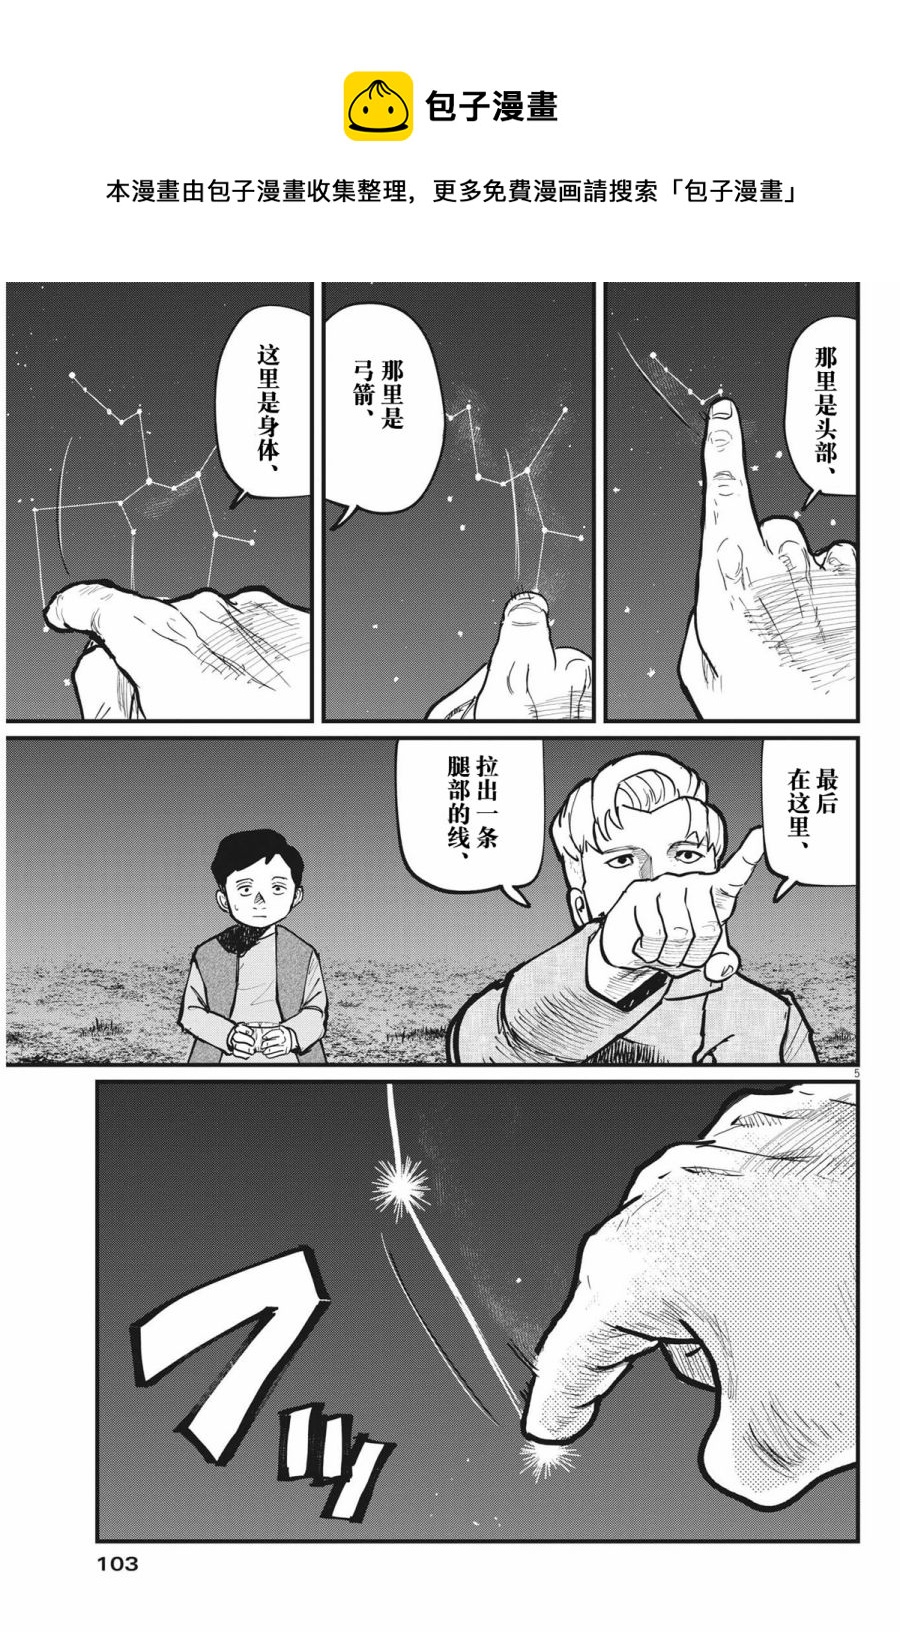 包子漫畫
本漫畫由包子漫畫收集整理，更多免費漫画請搜索「包子漫畫」
那里是头部、
那里是
弓箭、
这里是身体、
最后
在这里、
拉出一条
腿部的线、
5
クッ
103